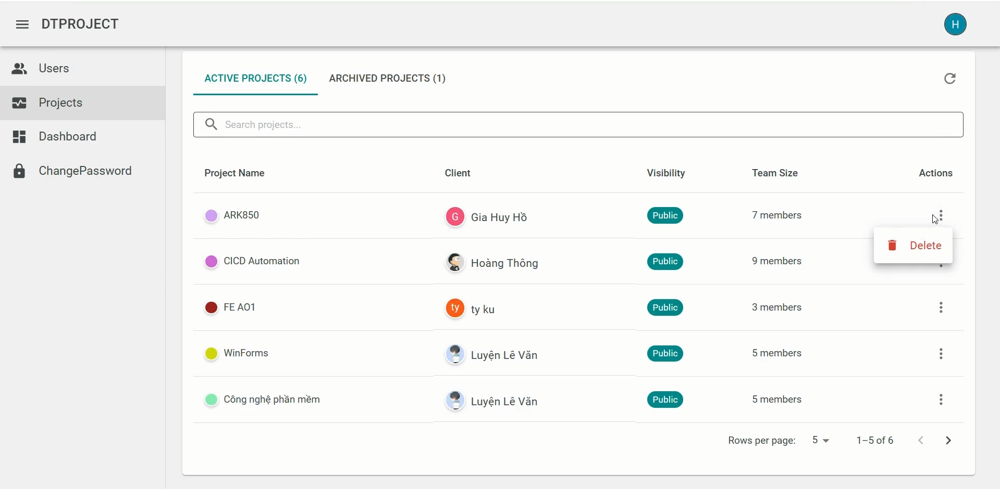 DTPROJECT
H
Users
Projects
Dashboard
ChangePassword
ACTIVE PROJECTS (6)
ARCHIVED PROJECTS (1)
Search projects...
Project Name Client Visibility Team Size Actions
ARK850 G Gia Huy Hồ Public 7 members
Delete
CICD Automation Hoàng Thông Public 9 members
FE AO1 ty ty ku Public 3 members
WinForms Luyện Lê Văn Public 5 members
Công nghệ phần mềm Luyện Lê Văn Public 5 members
Rows per page: 5 1–5 of 6